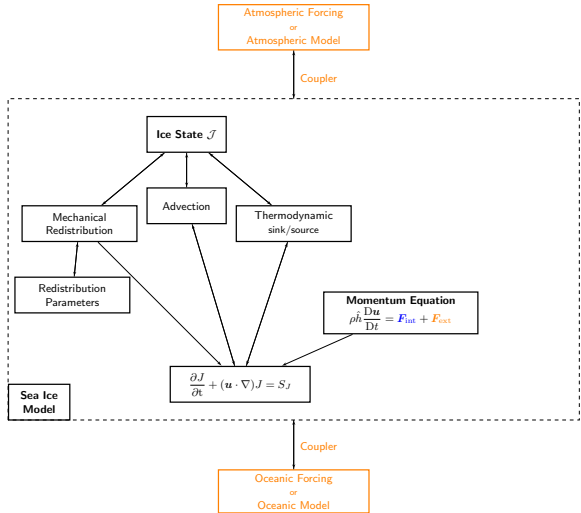 Atmospheric Forcing
or
Atmospheric Model
Coupler
Ice State 𝒥
Mechanical
Redistribution
Advection
Thermodynamic
sink/source
Redistribution
Parameters
Momentum Equation
ρĥ Du/Dt = F_int + F_ext
∂J/∂t + (u · ∇)J = S_J
Sea Ice
Model
Coupler
Oceanic Forcing
or
Oceanic Model